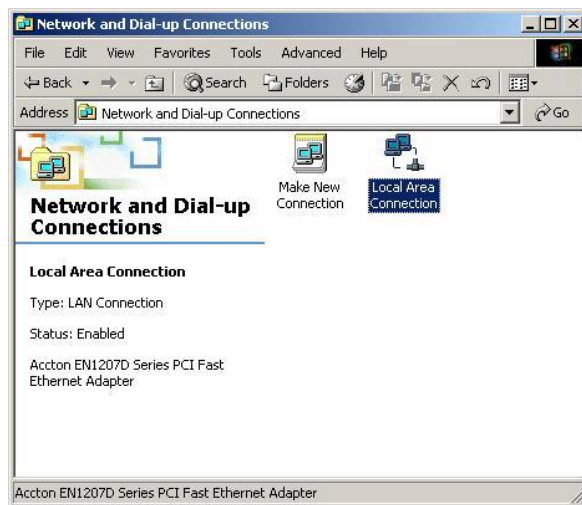 Network and Dial-up Connections
File Edit View Favorites Tools Advanced Help
Back Search Folders
Address Network and Dial-up Connections Go
Make New
Connection
Local Area
Connection
Network and Dial-up
Connections
Local Area Connection
Type: LAN Connection
Status: Enabled
Accton EN1207D Series PCI Fast
Ethernet Adapter
Accton EN1207D Series PCI Fast Ethernet Adapter